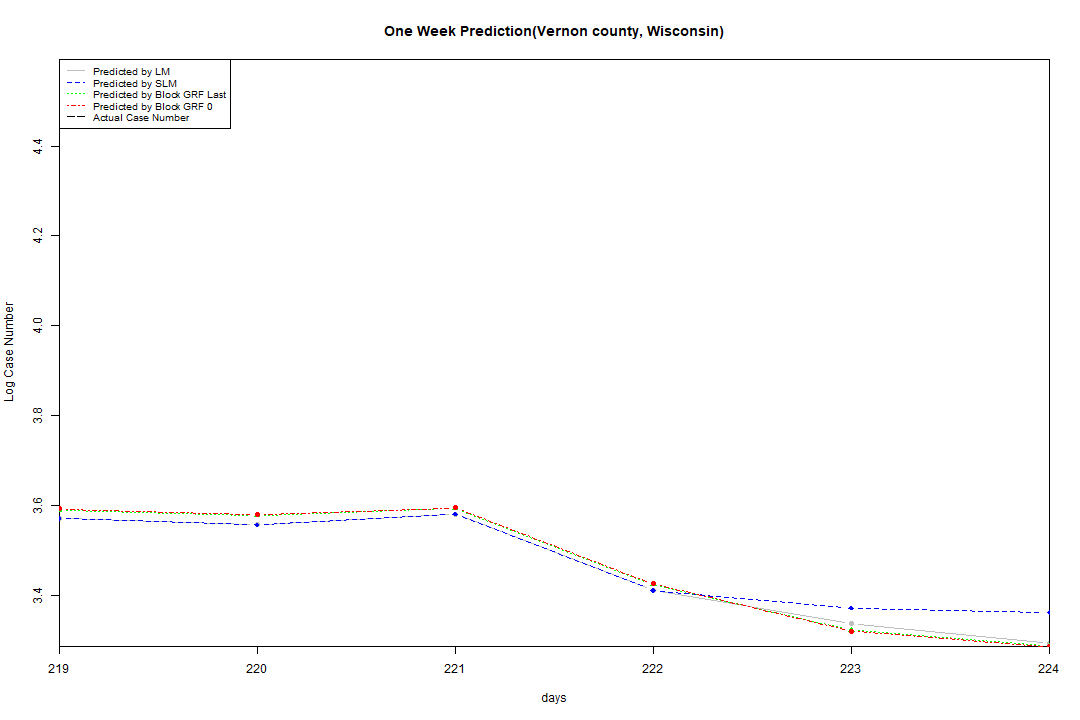 One Week Prediction(Vernon county, Wisconsin)
Predicted by LM
Predicted by SLM
Predicted by Block GRF Last
Predicted by Block GRF 0
Actual Case Number
4.4
4.2
4.0
3.8
3.6
3.4
Log Case Number
219 220 221 222 223 224
days